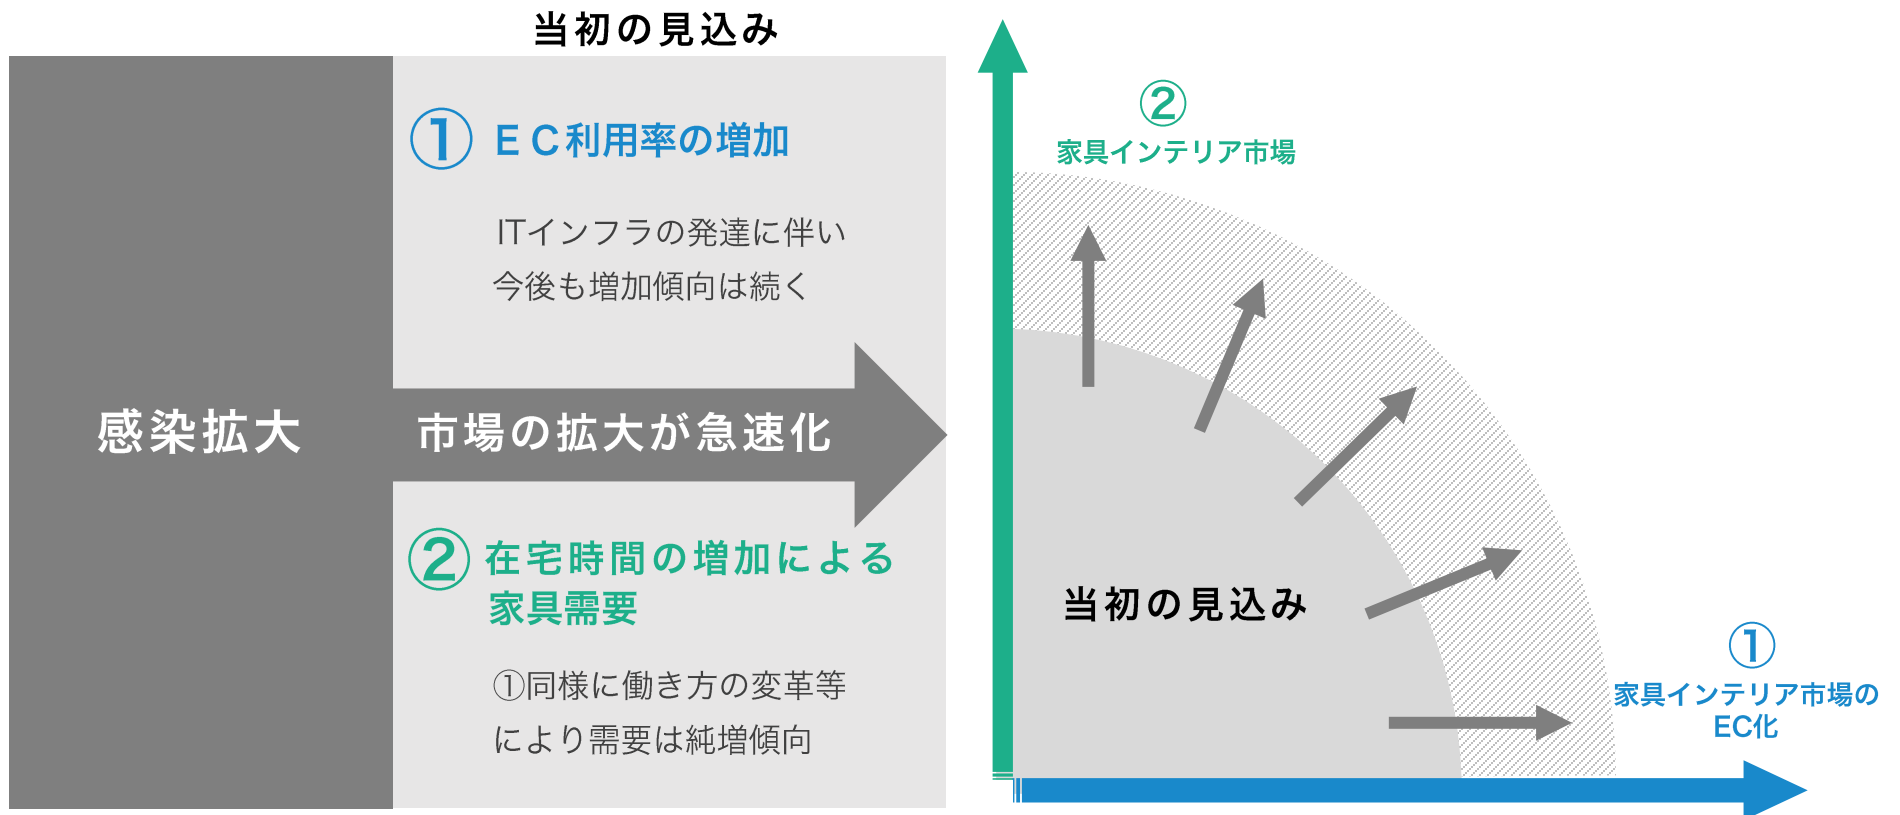 当初の見込み
① ＥＣ利用率の増加
ITインフラの発達に伴い
今後も増加傾向は続く
感染拡大
市場の拡大が急速化
② 在宅時間の増加による
家具需要
①同様に働き方の変革等
により需要は純増傾向
②
家具インテリア市場
当初の見込み
①
家具インテリア市場の
EC化